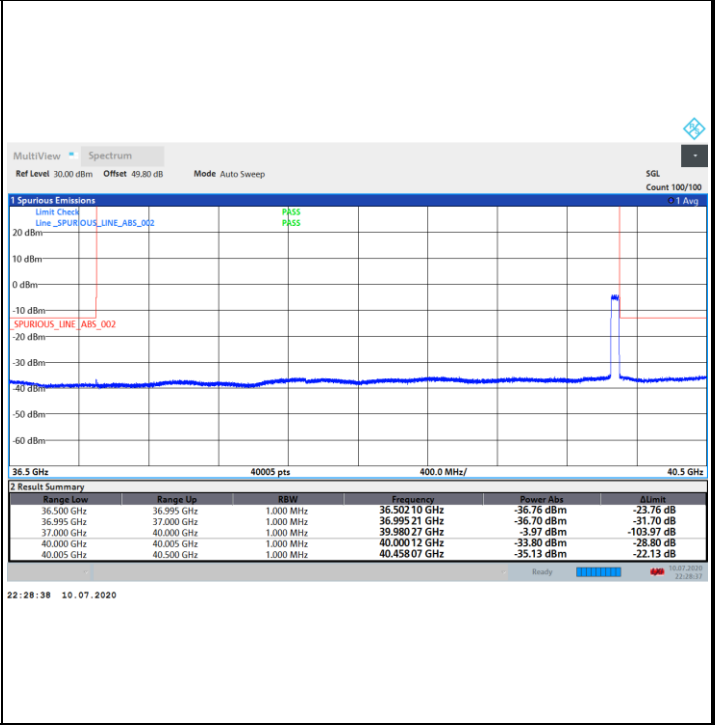 MultiView Spectrum
Ref Level 30.00 dBm Offset 49.80 dB Mode Auto Sweep SGL
Count 100/100
1 Spurious Emissions 1 Avg
Limit Check PASS
Line _SPURIOUS_LINE_ABS_002 PASS
20 dBm
10 dBm
0 dBm
-10 dBm
_SPURIOUS_LINE_ABS_002
-20 dBm
-30 dBm
-40 dBm
-50 dBm
-60 dBm
36.5 GHz 40005 pts 400.0 MHz/ 40.5 GHz
2 Result Summary
Range Low Range Up RBW Frequency Power Abs ΔLimit
36.500 GHz 36.995 GHz 1.000 MHz 36.50210 GHz -36.76 dBm -23.76 dB
36.995 GHz 37.000 GHz 1.000 MHz 36.99521 GHz -36.70 dBm -31.70 dB
37.000 GHz 40.000 GHz 1.000 MHz 39.98027 GHz -3.97 dBm -103.97 dB
40.000 GHz 40.005 GHz 1.000 MHz 40.00012 GHz -33.80 dBm -28.80 dB
40.005 GHz 40.500 GHz 1.000 MHz 40.45807 GHz -35.13 dBm -22.13 dB
Ready 10.07.2020
22:28:37
22:28:38 10.07.2020